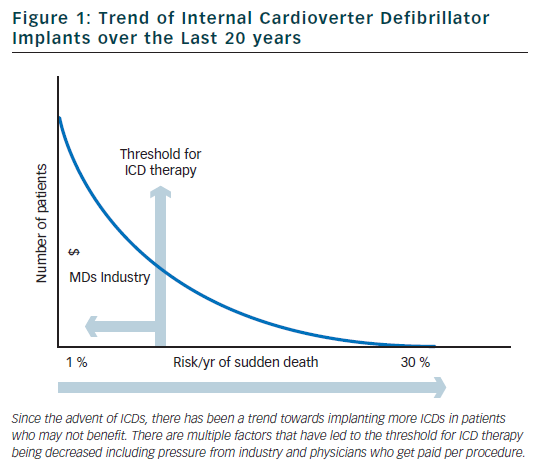 Figure 1: Trend of Internal Cardioverter Defibrillator
Implants over the Last 20 years
Number of patients
Threshold for
ICD therapy
$
MDs Industry
1 %
Risk/yr of sudden death
30 %
Since the advent of ICDs, there has been a trend towards implanting more ICDs in patients
who may not benefit. There are multiple factors that have led to the threshold for ICD therapy
being decreased including pressure from industry and physicians who get paid per procedure.